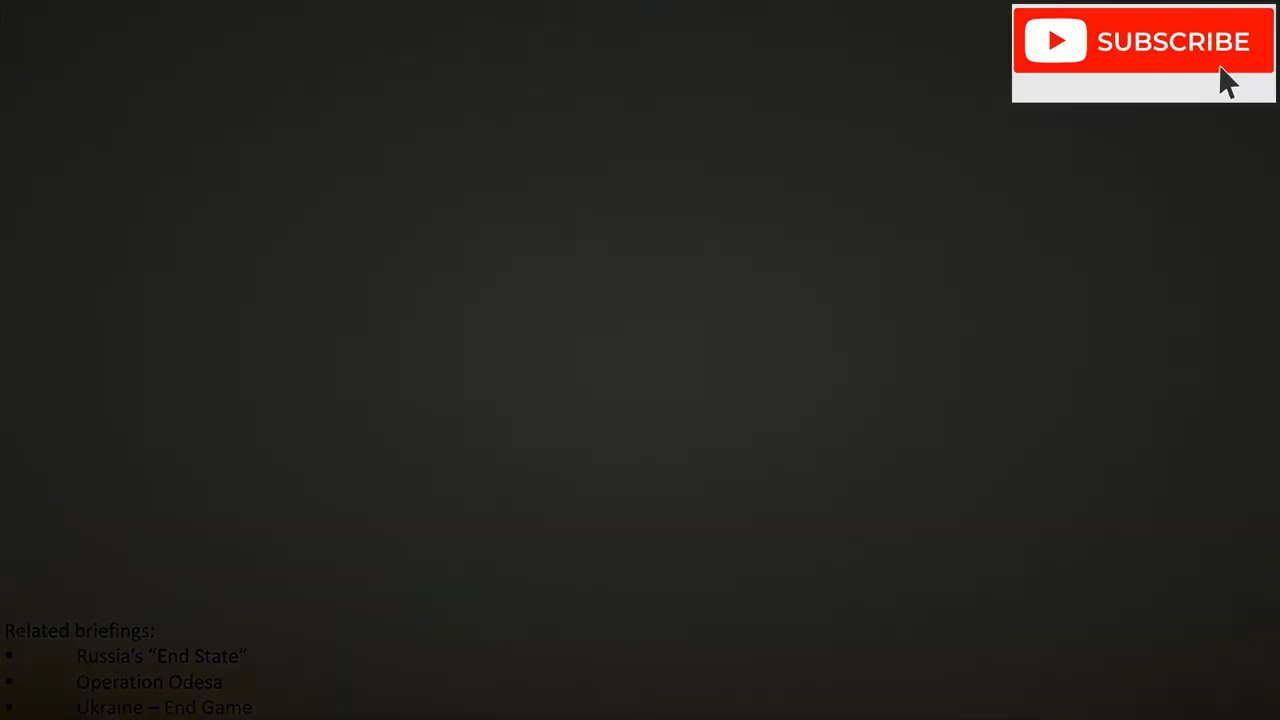 SUBSCRIBE
Related briefings:
▪ Russia's “End State”
▪ Operation Odesa
▪ Ukraine – End Game